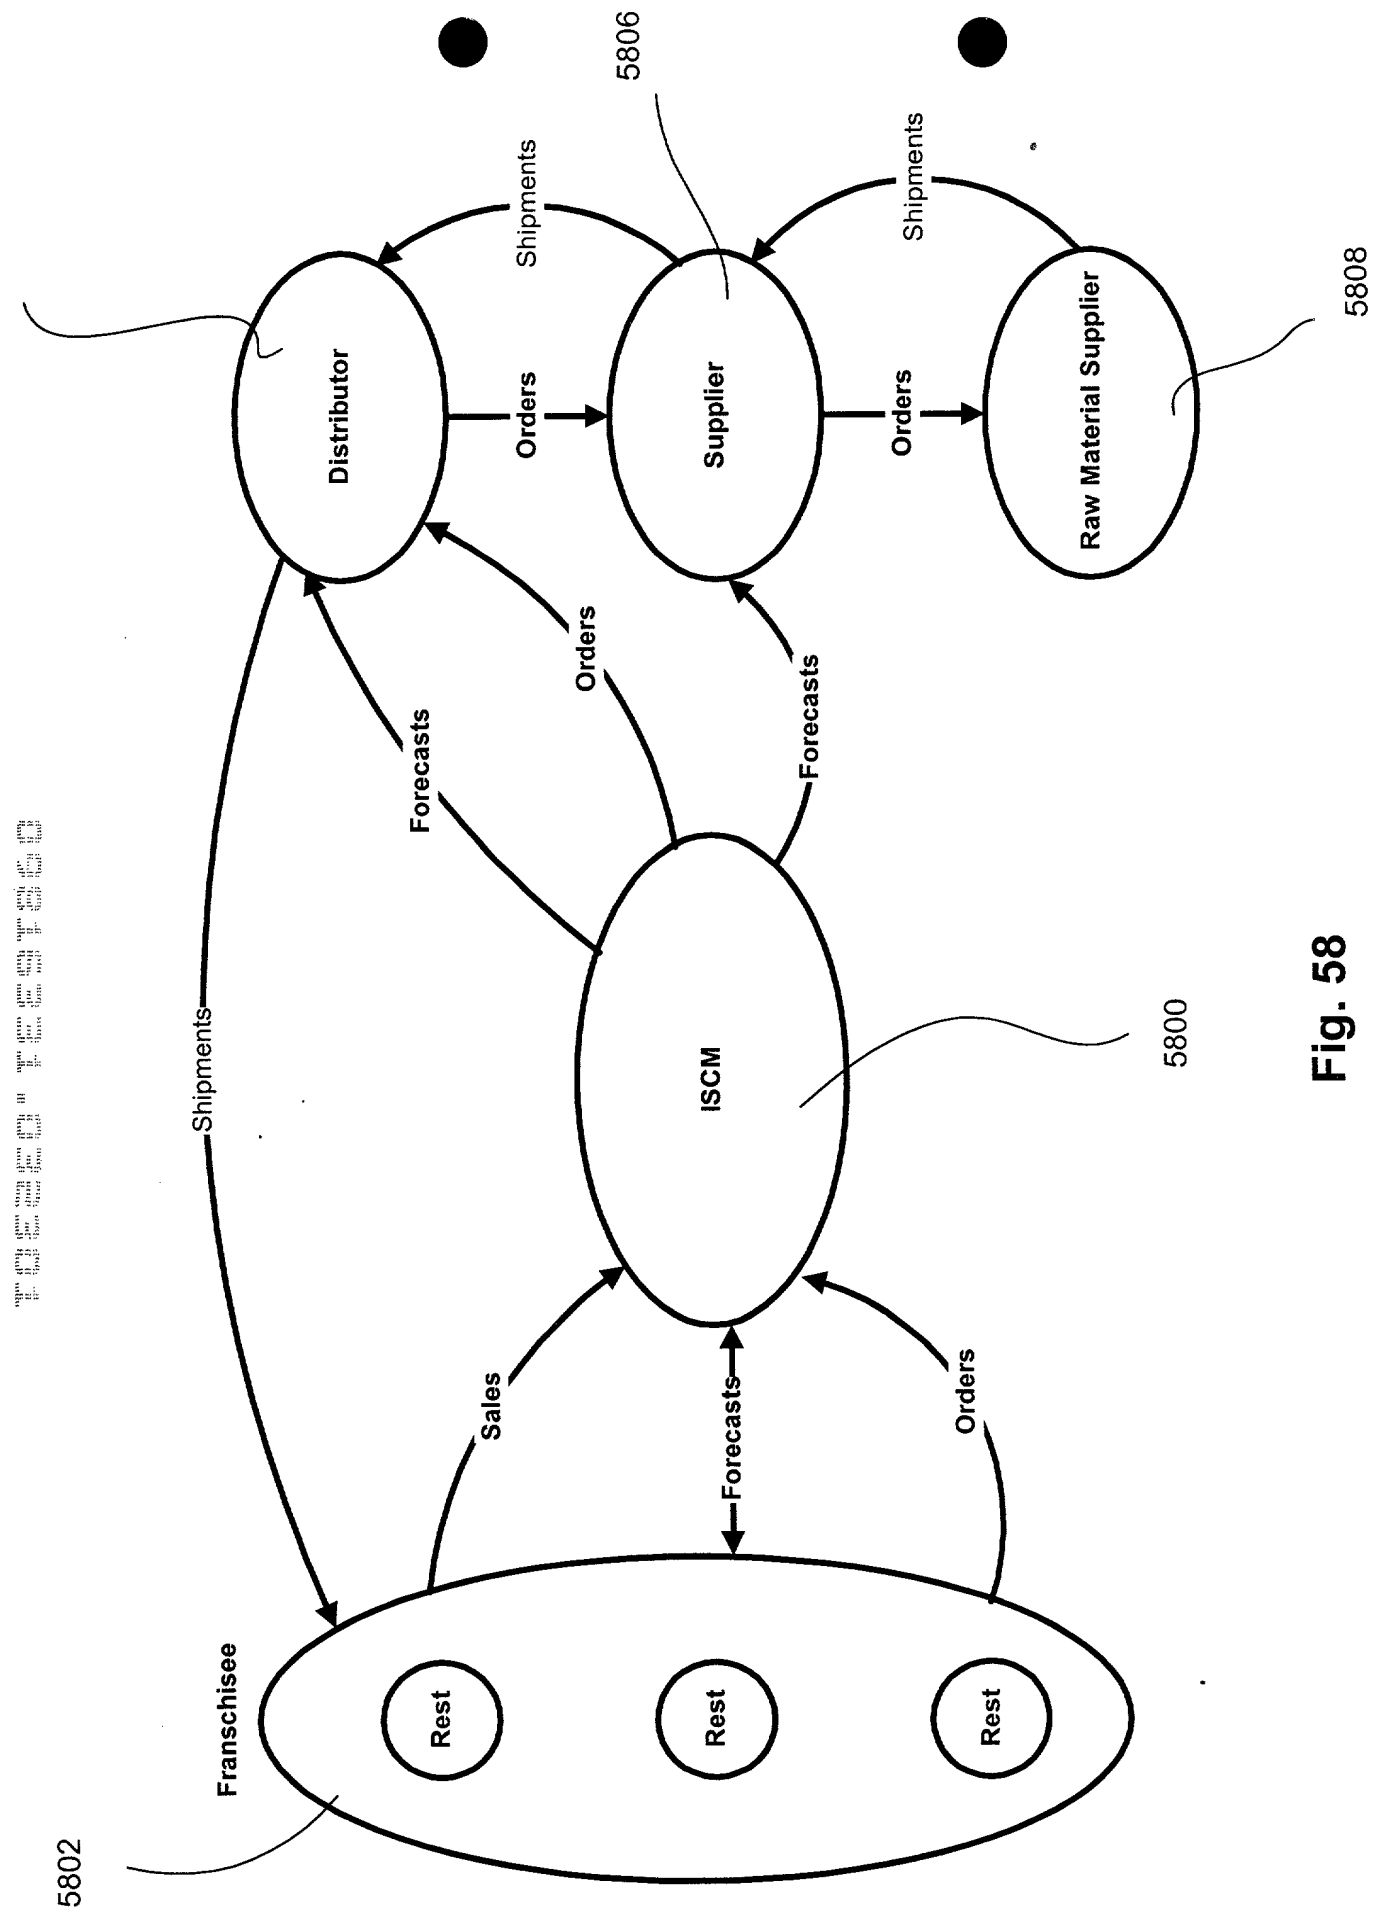 5802
Shipments
Franschisee
Distributor
Forecasts
Rest
Sales
Orders
Shipments
Orders
5806
Rest
Forecasts
ISCM
Supplier
Forecasts
Orders
Shipments
Orders
Rest
Raw Material Supplier
5800
5808
Fig. 58